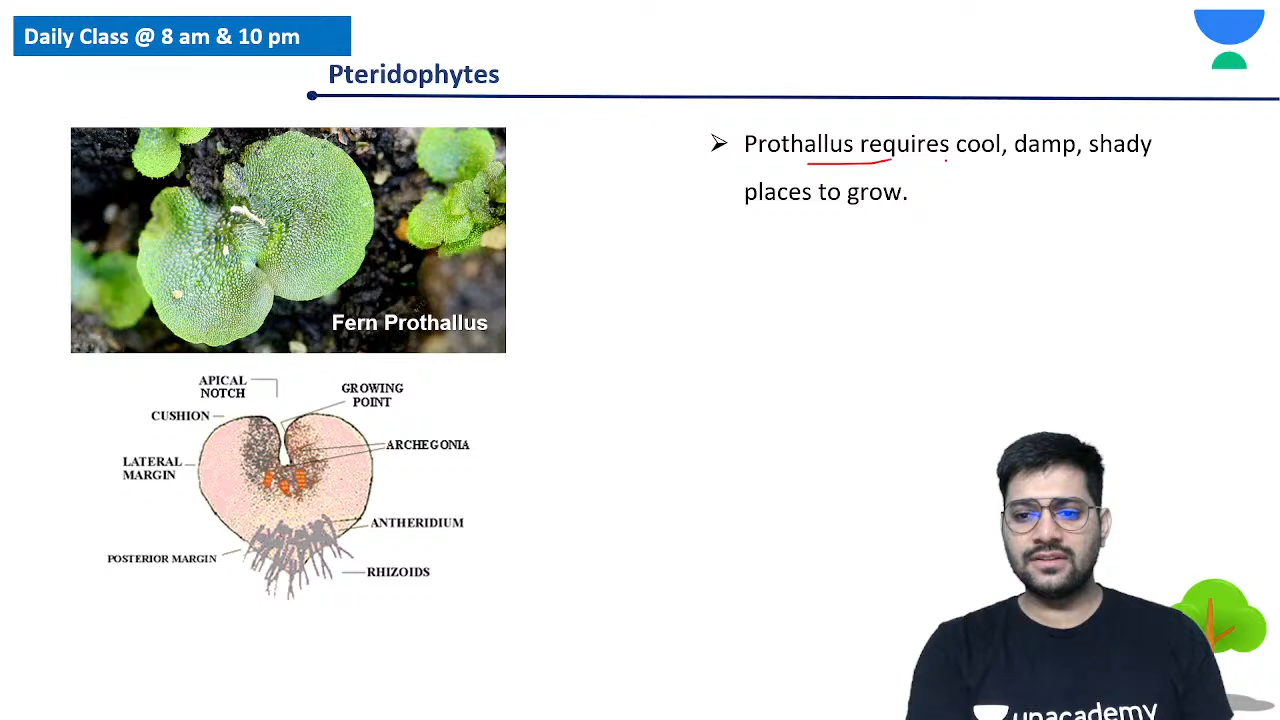 Daily Class @ 8 am & 10 pm
Pteridophytes
➢ Prothallus requires cool, damp, shady
places to grow.
Fern Prothallus
APICAL
NOTCH
GROWING
POINT
CUSHION
ARCHEGONIA
LATERAL
MARGIN
ANTHERIDIUM
POSTERIOR MARGIN
RHIZOIDS
unacademy